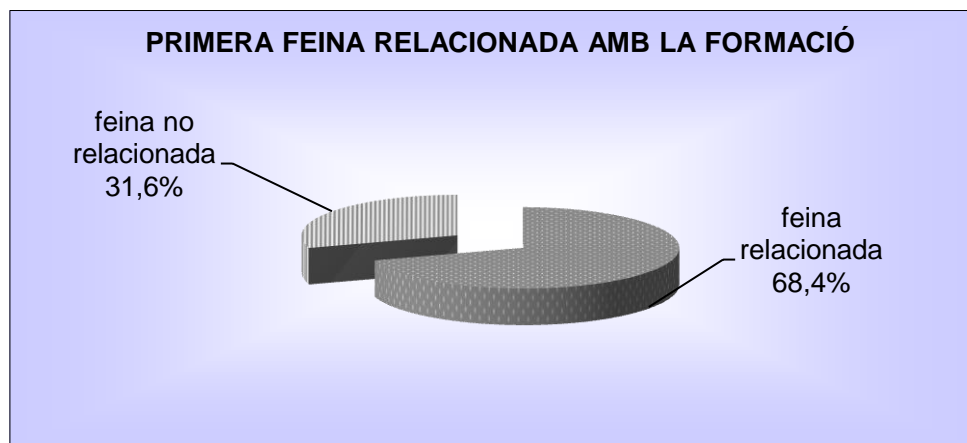 PRIMERA FEINA RELACIONADA AMB LA FORMACIÓ
feina no
relacionada
31,6%
feina
relacionada
68,4%